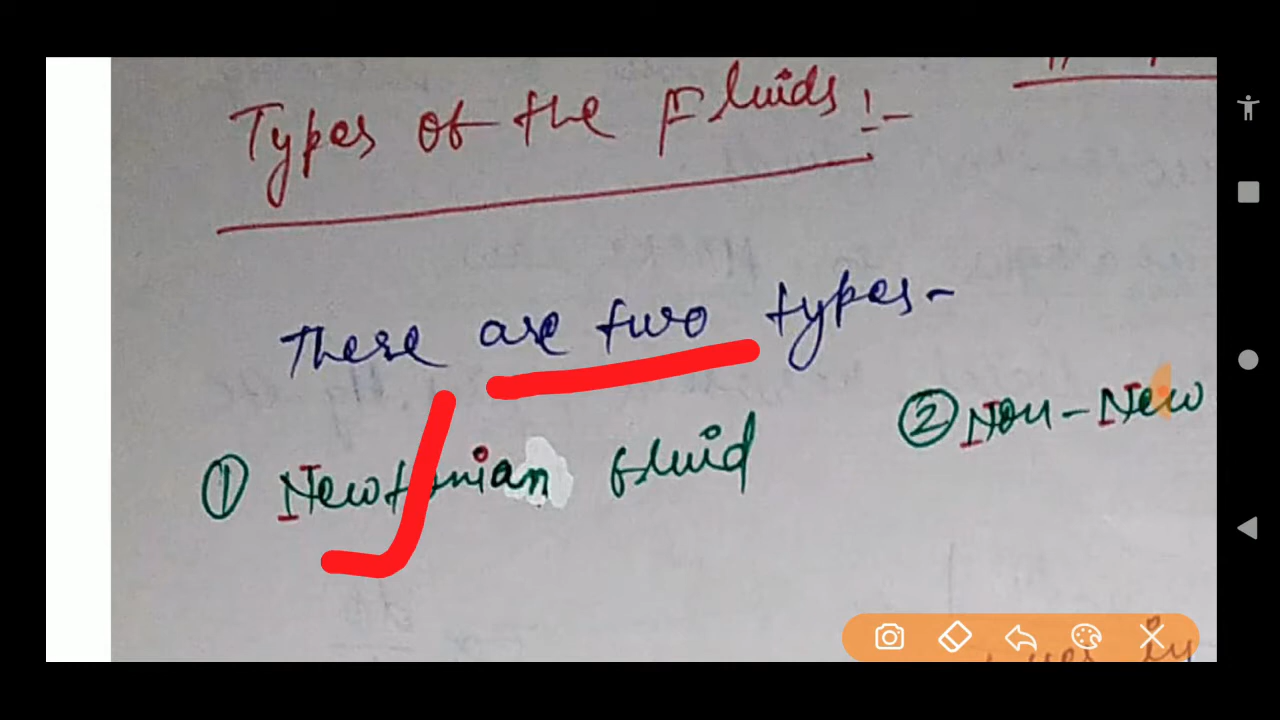 Types of the Fluids :-
There are two types-
① Newtonian fluid ② Non-New